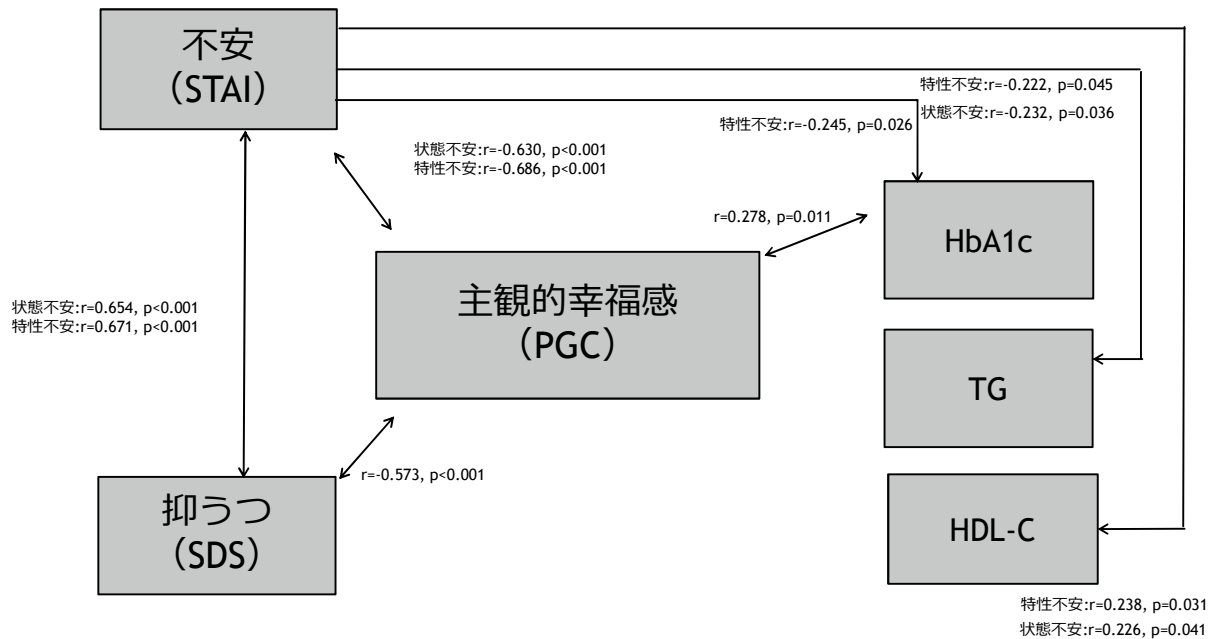 不安
（STAI）
特性不安:r=-0.222, p=0.045
状態不安:r=-0.232, p=0.036
特性不安:r=-0.245, p=0.026
状態不安:r=-0.630, p<0.001
特性不安:r=-0.686, p<0.001
r=0.278, p=0.011
HbA1c
主観的幸福感
（PGC）
状態不安:r=0.654, p<0.001
特性不安:r=0.671, p<0.001
TG
r=-0.573, p<0.001
抑うつ
（SDS）
HDL-C
特性不安:r=0.238, p=0.031
状態不安:r=0.226, p=0.041